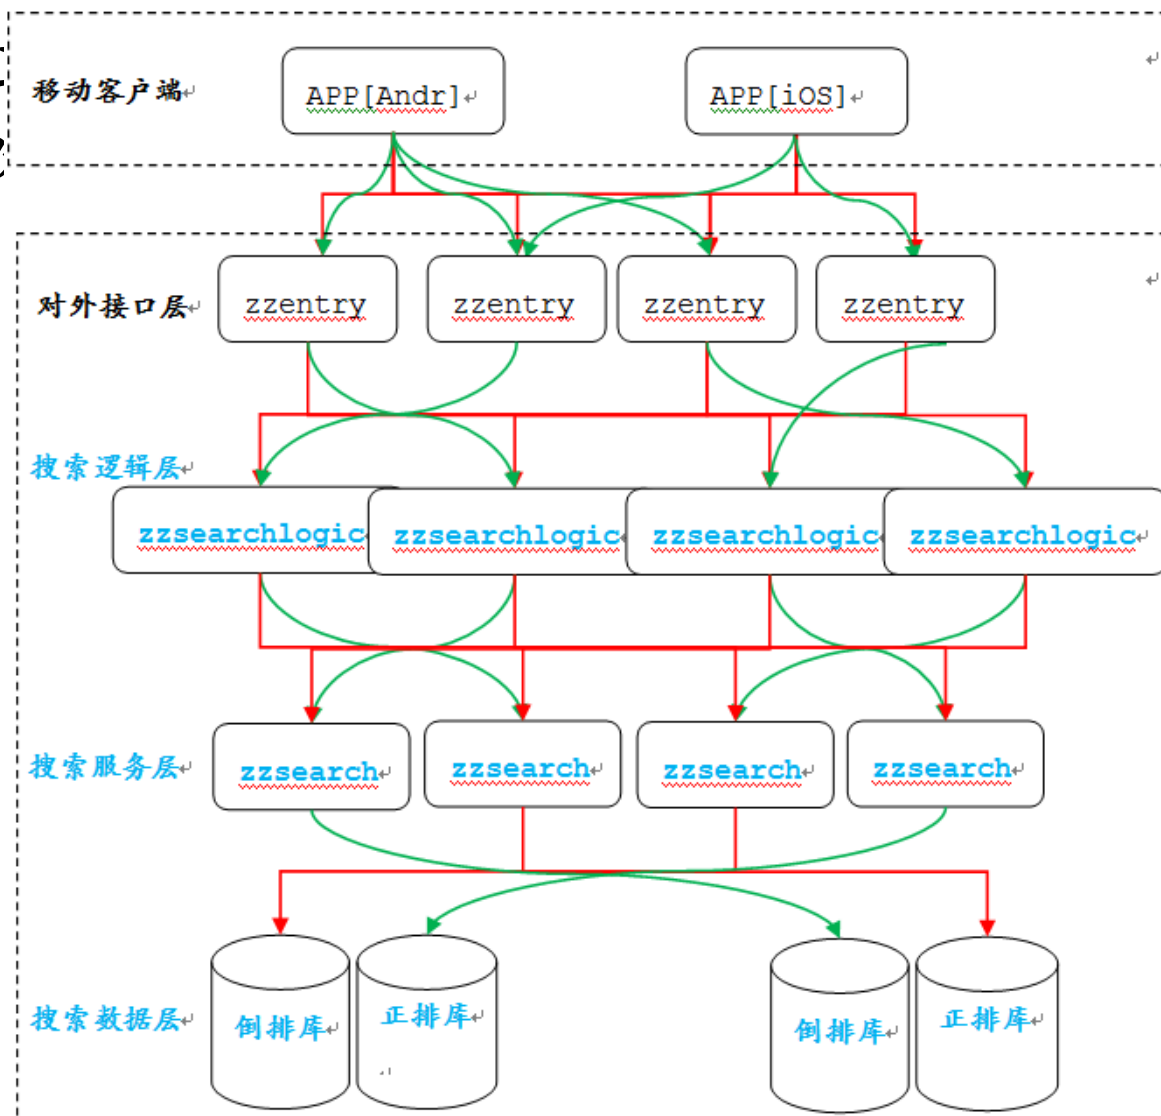 移动客户端
APP[Andr]
APP[iOS]
对外接口层
zzentry
zzentry
zzentry
zzentry
搜索逻辑层
zzsearchlogic
zzsearchlogic
zzsearchlogic
zzsearchlogic
搜索服务层
zzsearch
zzsearch
zzsearch
zzsearch
搜索数据层
倒排库
正排库
倒排库
正排库